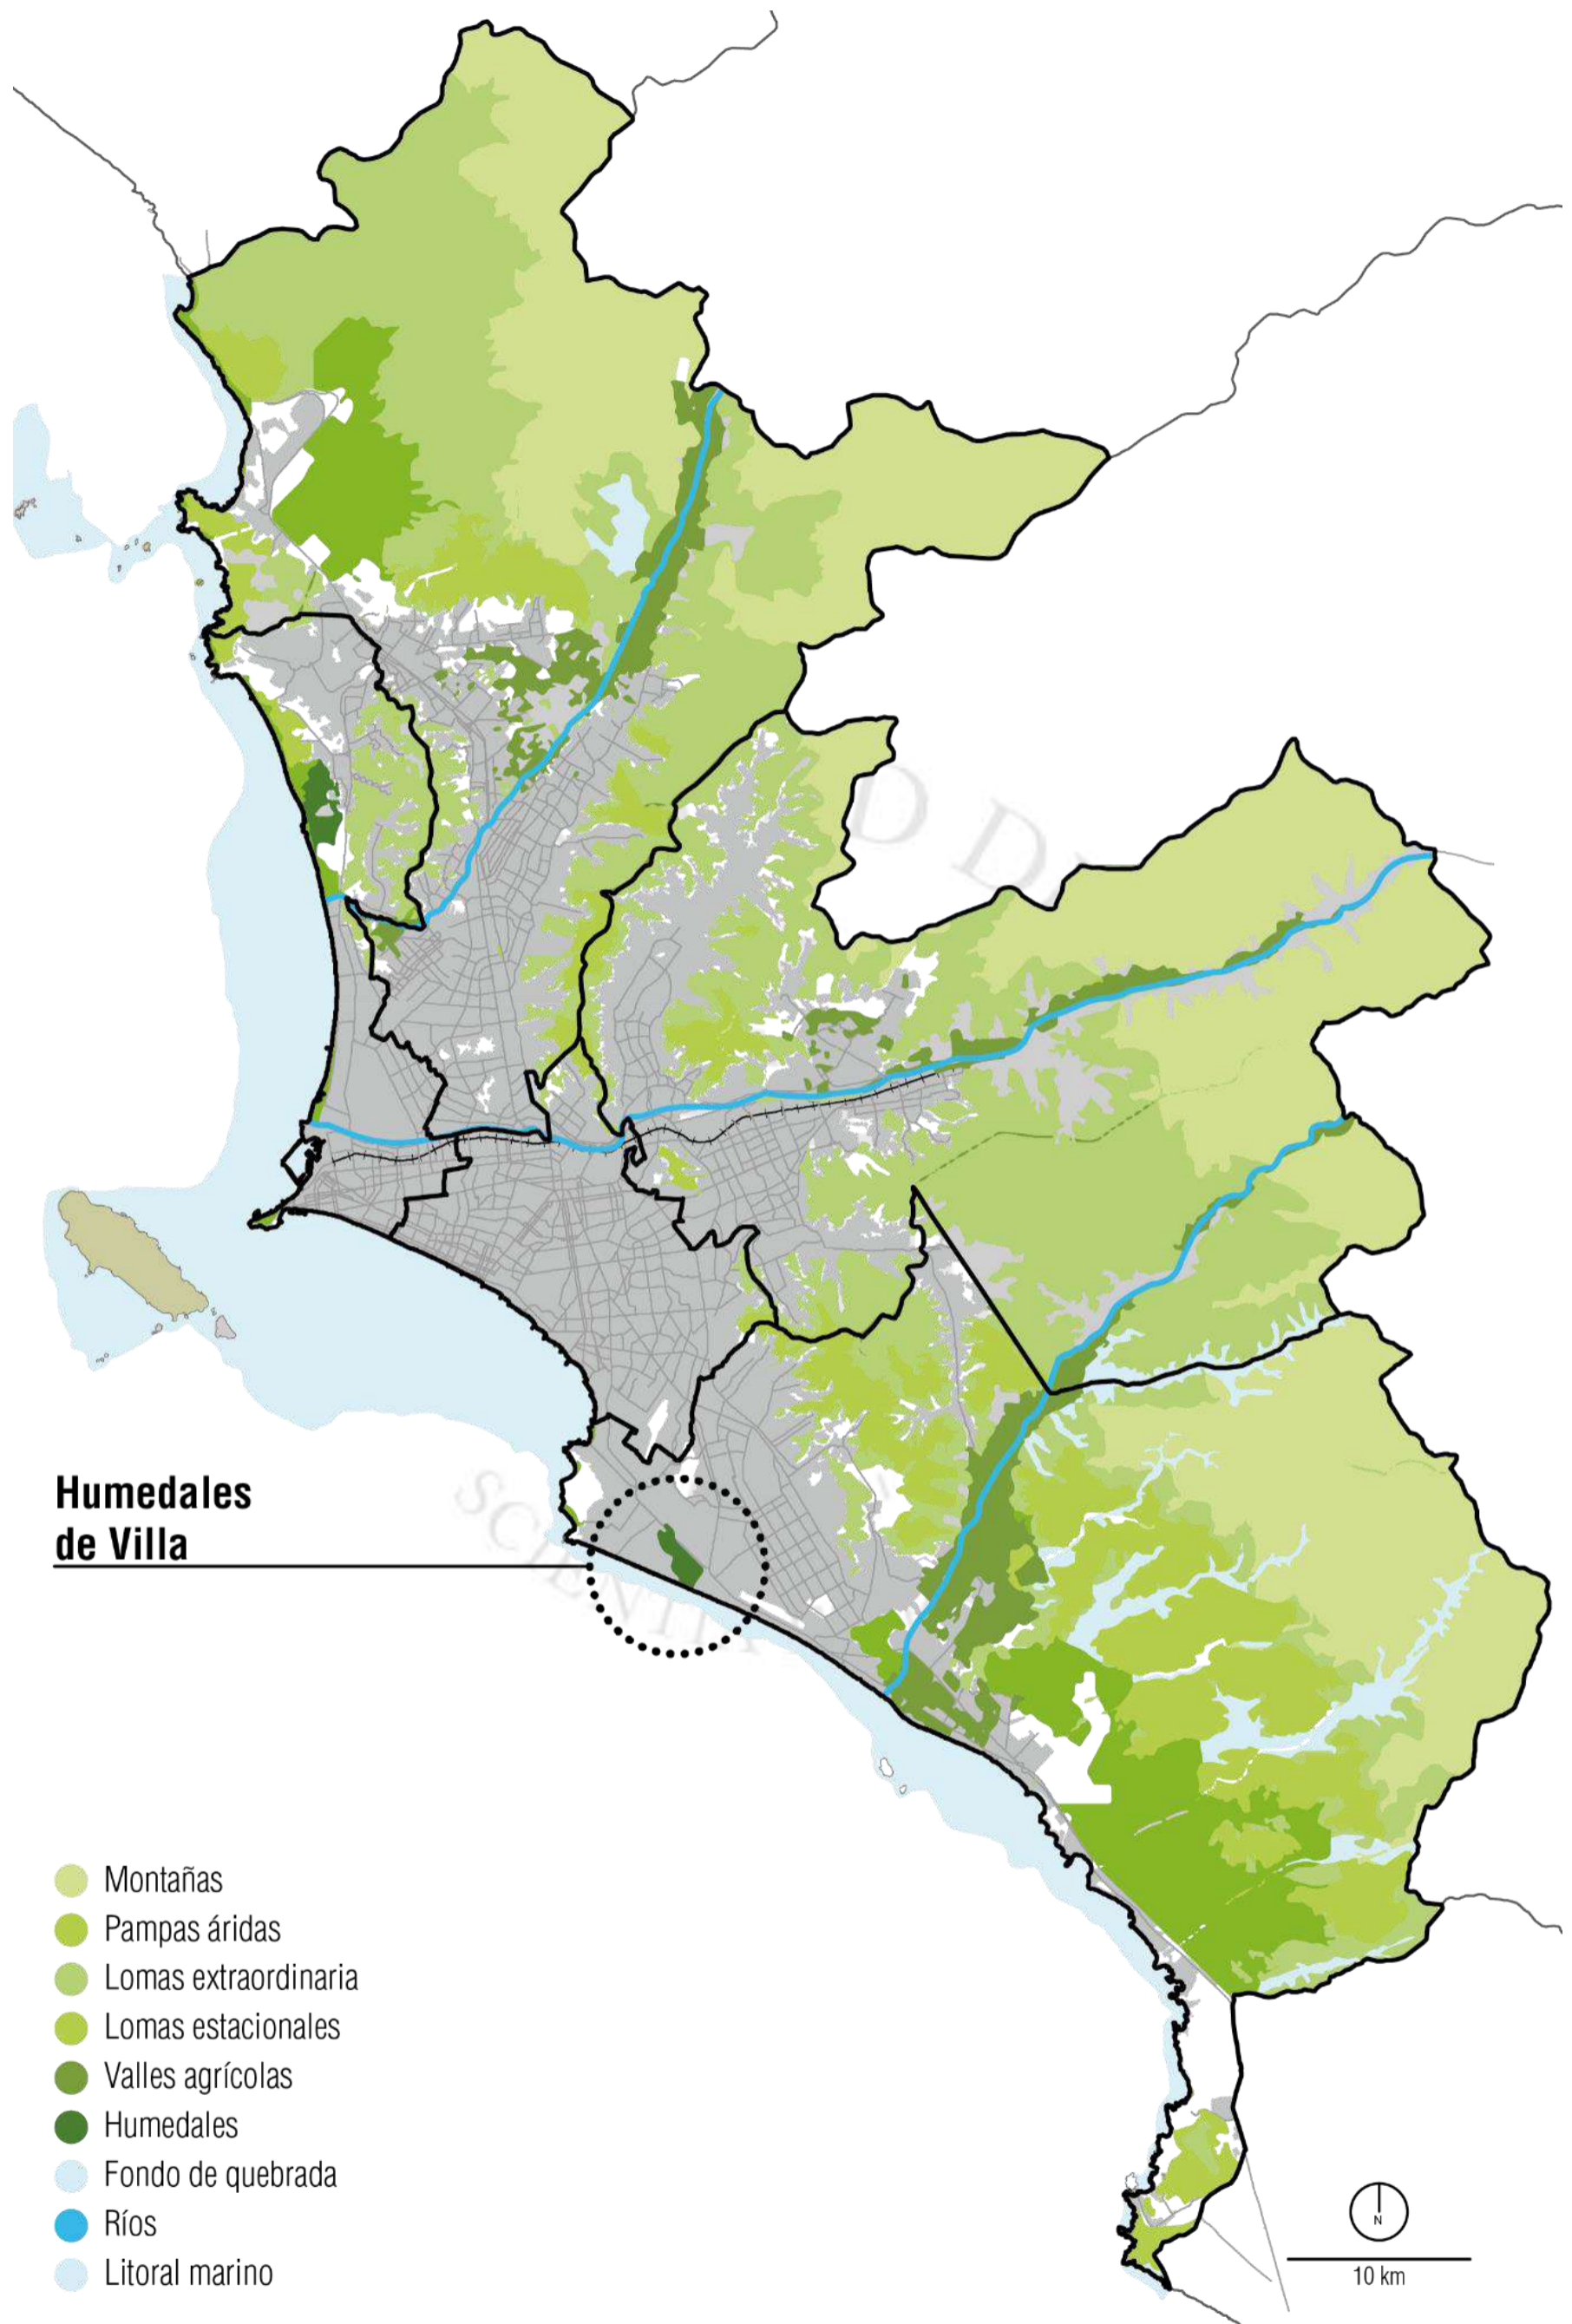 D D
Humedales
de Villa
SCIENTI
Montañas
Pampas áridas
Lomas extraordinaria
Lomas estacionales
Valles agrícolas
Humedales
Fondo de quebrada
Ríos
Litoral marino
N
10 km